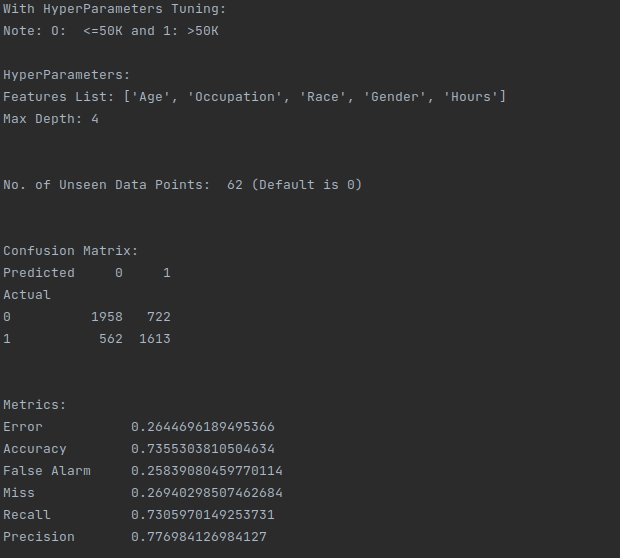 With HyperParameters Tuning:
Note: O:  <=50K and 1: >50K
HyperParameters:
Features List: ['Age', 'Occupation', 'Race', 'Gender', 'Hours']
Max Depth: 4
No. of Unseen Data Points:  62 (Default is 0)
Confusion Matrix:
Predicted     0     1
Actual
0          1958   722
1           562  1613
Metrics:
Error           0.2644696189495366
Accuracy        0.7355303810504634
False Alarm     0.25839080459770114
Miss            0.26940298507462684
Recall          0.7305970149253731
Precision       0.776984126984127